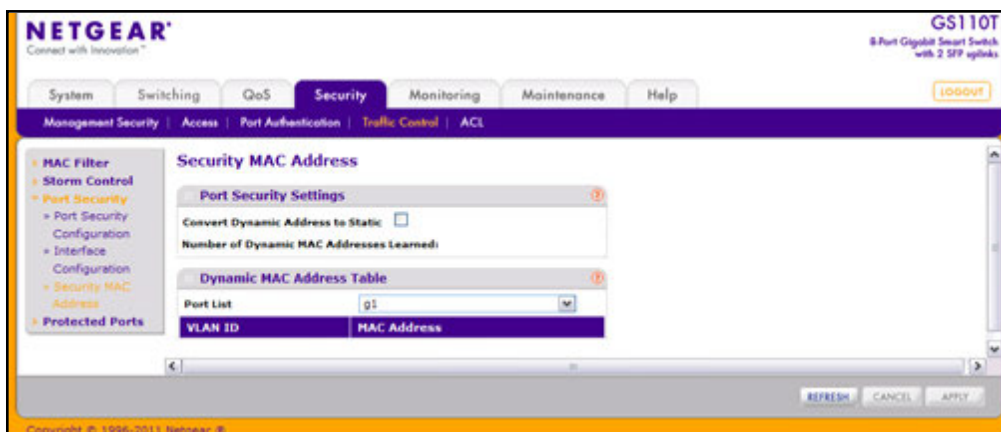 NETGEAR®
Connect with Innovation™
GS110T
8-Port Gigabit Smart Switch
with 2 SFP uplinks
System Switching QoS Security Monitoring Maintenance Help
LOGOUT
Management Security | Access | Port Authentication | Traffic Control | ACL
MAC Filter
Storm Control
Port Security
» Port Security
Configuration
» Interface
Configuration
» Security MAC
Address
Protected Ports
Security MAC Address
Port Security Settings
Convert Dynamic Address to Static
Number of Dynamic MAC Addresses Learned:
Dynamic MAC Address Table
Port List g1
VLAN ID MAC Address
REFRESH CANCEL APPLY
Copyright © 1996-2011 Netgear ®